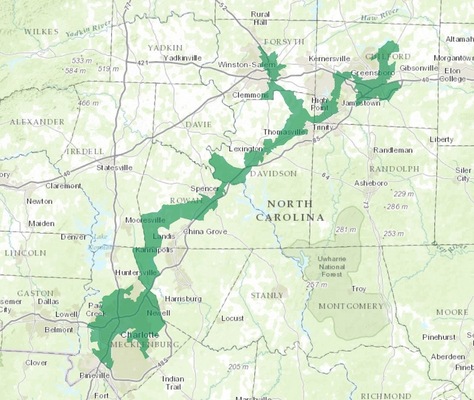 WILKES
Yadkin River
Rural
Hall
Haw River
FORSYTH
YADKIN
Yadkinville
421
Kernersville
GUILFORD
Altamaha
Winston-Salem
Greensboro
Gibsonville
Morgantown
Elon
College
533 m
584 m
519 m
Clemmons
High
Point
Jamestown
466 m
ALEXANDER
DAVIE
Thomasville
Trinity
IREDELL
Lexington
Randleman
Liberty
Statesville
DAVIDSON
RANDOLPH
Siler City
Claremont
Spencer
Asheboro
Newton
ROWAN
NORTH
CAROLINA
229 m
286 m
Maiden
Mooresville
253 m
Denver
Landis
China Grove
LINCOLN
Kannapolis
Uwharrie
National
Forest
Huntersville
257 m
GASTON
Harrisburg
STANLY
Troy
Dallas
Newell
MONTGOMERY
MOORE
Lowell
Locust
Belmont
Charlotte
Pinehurst
MECKLENBURG
Aberdeen
Clover
205 m
Pineville
Indian
Trail
Fort
RICHMOND